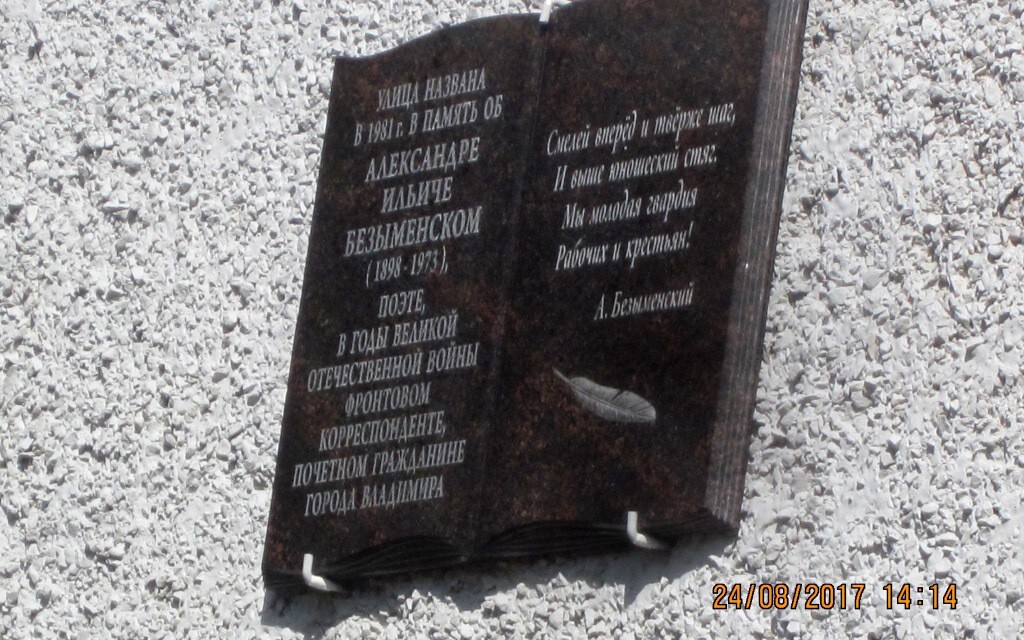 УЛИЦА НАЗВАНА
В 1981 г. В ПАМЯТЬ ОБ
АЛЕКСАНДРЕ
ИЛЬИЧЕ
БЕЗЫМЕНСКОМ
(1898 - 1973),
ПОЭТЕ,
В ГОДЫ ВЕЛИКОЙ
ОТЕЧЕСТВЕННОЙ ВОЙНЫ
ФРОНТОВОМ
КОРРЕСПОНДЕНТЕ,
ПОЧЕТНОМ ГРАЖДАНИНЕ
ГОРОДА ВЛАДИМИРА
Смелей вперёд и твёрже шаг,
И выше юношеский стяг.
Мы молодая гвардия
Рабочих и крестьян!
А. Безыменский
24/08/2017 14:14